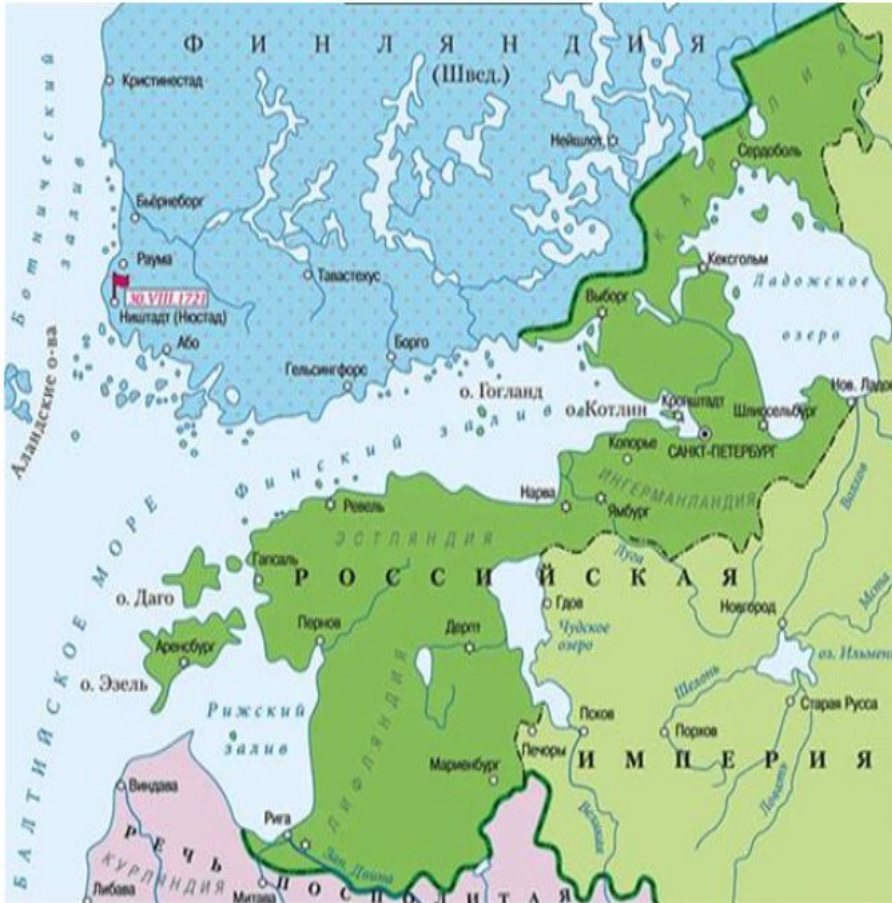 ФИНЛЯНДИЯ
(Швед.)
Кристиностад
Нейшлот
Сердоболь
КАРЕЛИЯ
Ботнический
залив
Бьёрнеборг
Раума
Тавастехус
Кексгольм
Ладожское
озеро
30.VIII.1721
Ништадт (Нюстад)
Выборг
Або
Борго
Гельсингфорс
Аландские о-ва
о. Гогланд
о. Котлин
Кронштадт
Шлиссельбург
Нов. Ладо
САНКТ-ПЕТЕРБУРГ
Финский залив
Копорье
ИНГЕРМАНЛАНДИЯ
Нарва
Ямбург
Волхов
Ревель
ЭСТЛЯНДИЯ
Луга
БАЛТИЙСКОЕ МОРЕ
Гапсаль
РОССИЙСКАЯ
о. Даго
Гдов
Новгород
Мста
Пернов
Дерпт
Чудское
озеро
Аренсбург
о. Эзель
оз. Ильмен
Шелонь
Рижский
залив
Псков
Порхов
Старая Русса
Печоры
ИМПЕРИЯ
ЛИФЛЯНДИЯ
Мариенбург
Виндава
Ловать
Великая
Рига
Зап. Двина
РЕЧЬ
КУРЛЯНДИЯ
Либава
Митава
ПОСПОЛИТАЯ